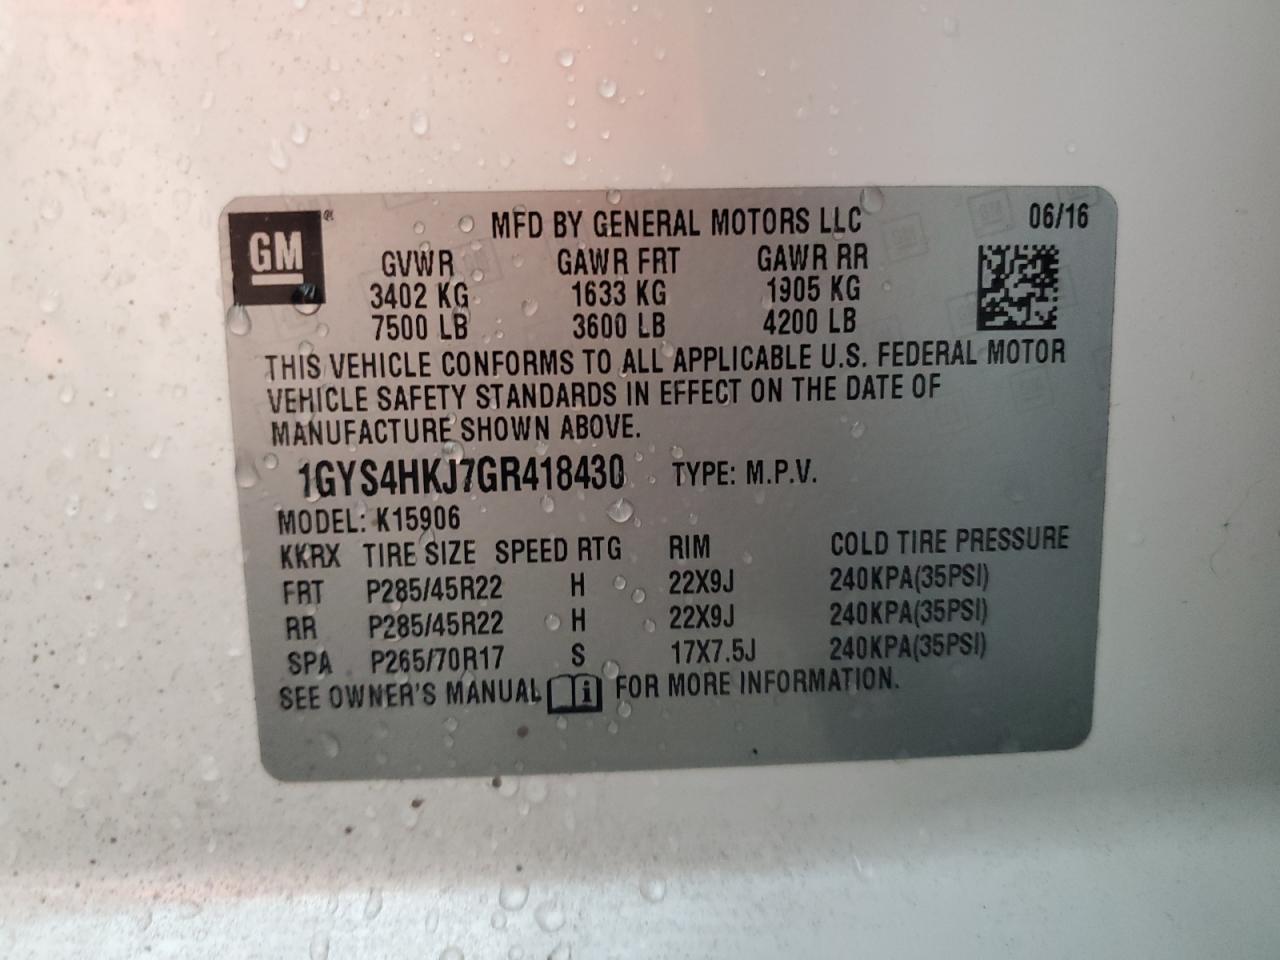 GM ® MFD BY GENERAL MOTORS LLC 06/16
GVWR GAWR FRT GAWR RR
3402 KG 1633 KG 1905 KG
7500 LB 3600 LB 4200 LB
THIS VEHICLE CONFORMS TO ALL APPLICABLE U.S. FEDERAL MOTOR
VEHICLE SAFETY STANDARDS IN EFFECT ON THE DATE OF
MANUFACTURE SHOWN ABOVE.
1GYS4HKJ7GR418430 TYPE: M.P.V.
MODEL: K15906
KKRX TIRE SIZE SPEED RTG RIM COLD TIRE PRESSURE
FRT P285/45R22 H 22X9J 240KPA(35PSI)
RR P285/45R22 H 22X9J 240KPA(35PSI)
SPA P265/70R17 S 17X7.5J 240KPA(35PSI)
SEE OWNER'S MANUAL i FOR MORE INFORMATION.